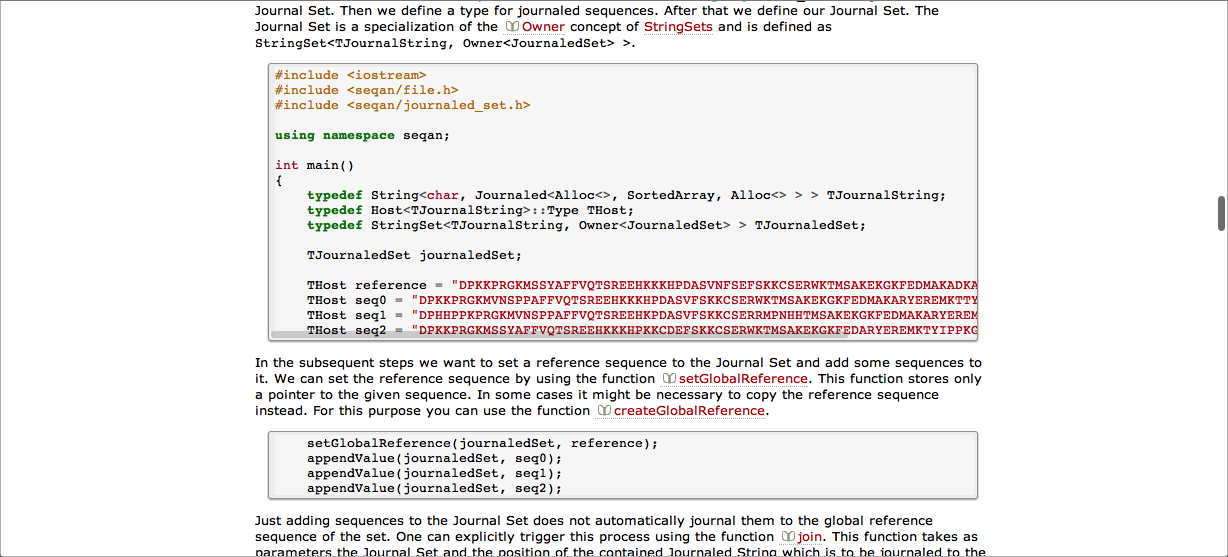 Journal Set. Then we define a type for journaled sequences. After that we define our Journal Set. The
Journal Set is a specialization of the Owner concept of StringSets and is defined as
StringSet<TJournalString, Owner<JournaledSet> >.
#include <iostream>
#include <seqan/file.h>
#include <seqan/journaled_set.h>
using namespace seqan;
int main()
{
typedef String<char, Journaled<Alloc<>, SortedArray, Alloc<> > > TJournalString;
typedef Host<TJournalString>::Type THost;
typedef StringSet<TJournalString, Owner<JournaledSet> > TJournaledSet;
TJournaledSet journaledSet;
THost reference = "DPKKPRGKMSSYAFFVQTSREEHKKKHPDASVNFSEFSKKCSERWKTMSAKEKGKFEDMAKADKA
THost seq0 = "DPKKPRGKMVNSPPAFFVQTSREEHKKKHPDASVFSKKCSERWKTMSAKEKGKFEDMAKARYEREMKTTY
THost seq1 = "DPHHPPKPRGKMVNSPPAFFVQTSREEHKPDASVFSKKCSERRMPNHHTMSAKEKGKFEDMAKARYEREM
THost seq2 = "DPKKPRGKMSSYAFFVQTSREEHKKKHPKKCDEFSKKCSERWKTMSAKEKGKFEDARYEREMKTYIPPKG
In the subsequent steps we want to set a reference sequence to the Journal Set and add some sequences to
it. We can set the reference sequence by using the function setGlobalReference. This function stores only
a pointer to the given sequence. In some cases it might be necessary to copy the reference sequence
instead. For this purpose you can use the function createGlobalReference.
setGlobalReference(journaledSet, reference);
appendValue(journaledSet, seq0);
appendValue(journaledSet, seq1);
appendValue(journaledSet, seq2);
Just adding sequences to the Journal Set does not automatically journal them to the global reference
sequence of the set. One can explicitly trigger this process using the function join. This function takes as
parameters the Journal Set and the position of the contained Journaled String which is to be journaled to the